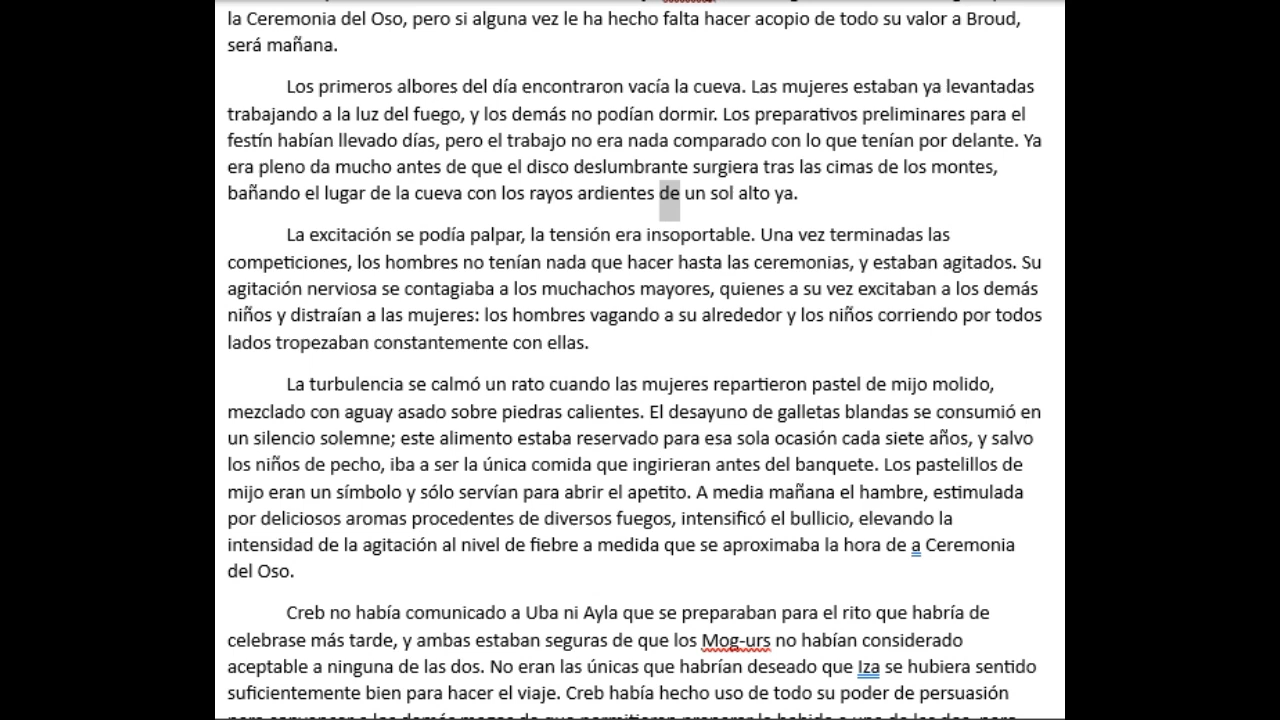 la Ceremonia del Oso, pero si alguna vez le ha hecho falta hacer acopio de todo su valor a Broud,
será mañana.
Los primeros albores del día encontraron vacía la cueva. Las mujeres estaban ya levantadas
trabajando a la luz del fuego, y los demás no podían dormir. Los preparativos preliminares para el
festín habían llevado días, pero el trabajo no era nada comparado con lo que tenían por delante. Ya
era pleno da mucho antes de que el disco deslumbrante surgiera tras las cimas de los montes,
bañando el lugar de la cueva con los rayos ardientes de un sol alto ya.
La excitación se podía palpar, la tensión era insoportable. Una vez terminadas las
competiciones, los hombres no tenían nada que hacer hasta las ceremonias, y estaban agitados. Su
agitación nerviosa se contagiaba a los muchachos mayores, quienes a su vez excitaban a los demás
niños y distraían a las mujeres: los hombres vagando a su alrededor y los niños corriendo por todos
lados tropezaban constantemente con ellas.
La turbulencia se calmó un rato cuando las mujeres repartieron pastel de mijo molido,
mezclado con aguay asado sobre piedras calientes. El desayuno de galletas blandas se consumió en
un silencio solemne; este alimento estaba reservado para esa sola ocasión cada siete años, y salvo
los niños de pecho, iba a ser la única comida que ingirieran antes del banquete. Los pastelillos de
mijo eran un símbolo y sólo servían para abrir el apetito. A media mañana el hambre, estimulada
por deliciosos aromas procedentes de diversos fuegos, intensificó el bullicio, elevando la
intensidad de la agitación al nivel de fiebre a medida que se aproximaba la hora de a Ceremonia
del Oso.
Creb no había comunicado a Uba ni Ayla que se preparaban para el rito que habría de
celebrase más tarde, y ambas estaban seguras de que los Mog-urs no habían considerado
aceptable a ninguna de las dos. No eran las únicas que habrían deseado que Iza se hubiera sentido
suficientemente bien para hacer el viaje. Creb había hecho uso de todo su poder de persuasión